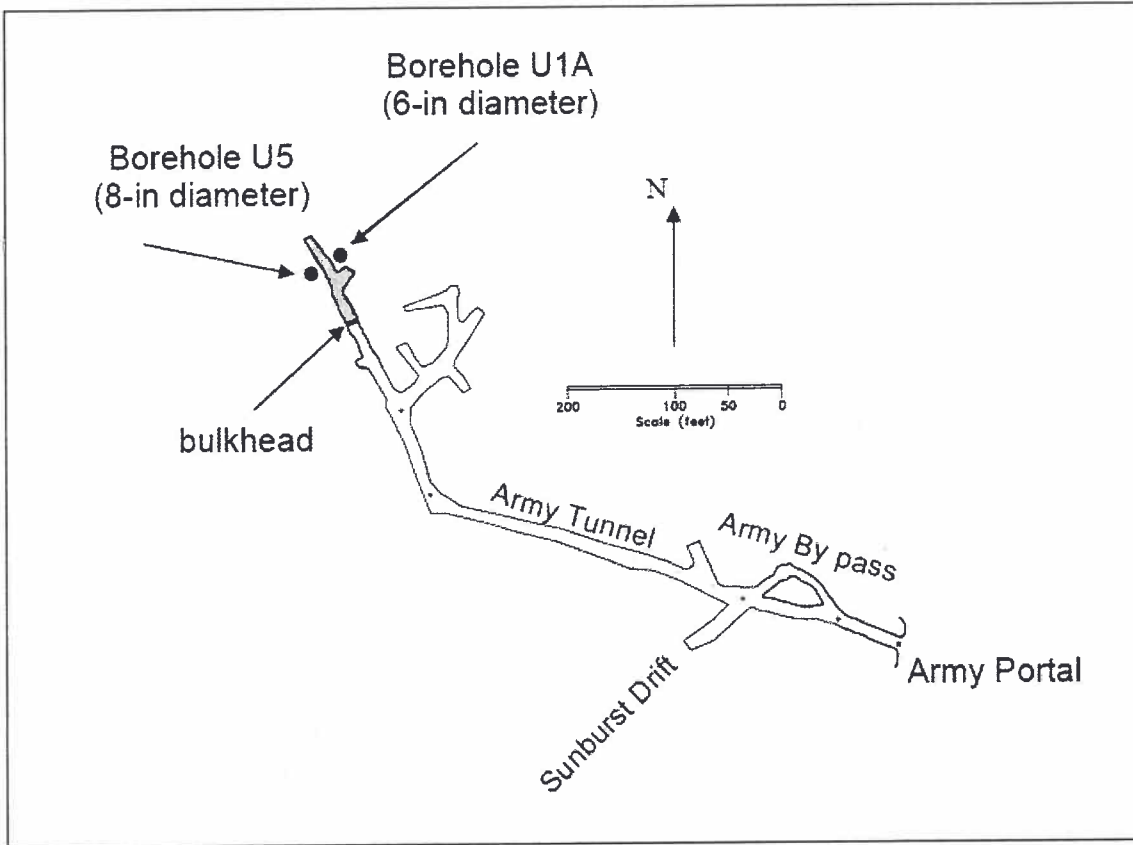 Borehole U1A
(6-in diameter)
Borehole U5
(8-in diameter)
N
bulkhead
200 100 50 0
Scale (feet)
Army Tunnel
Army By pass
Army Portal
Sunburst Drift